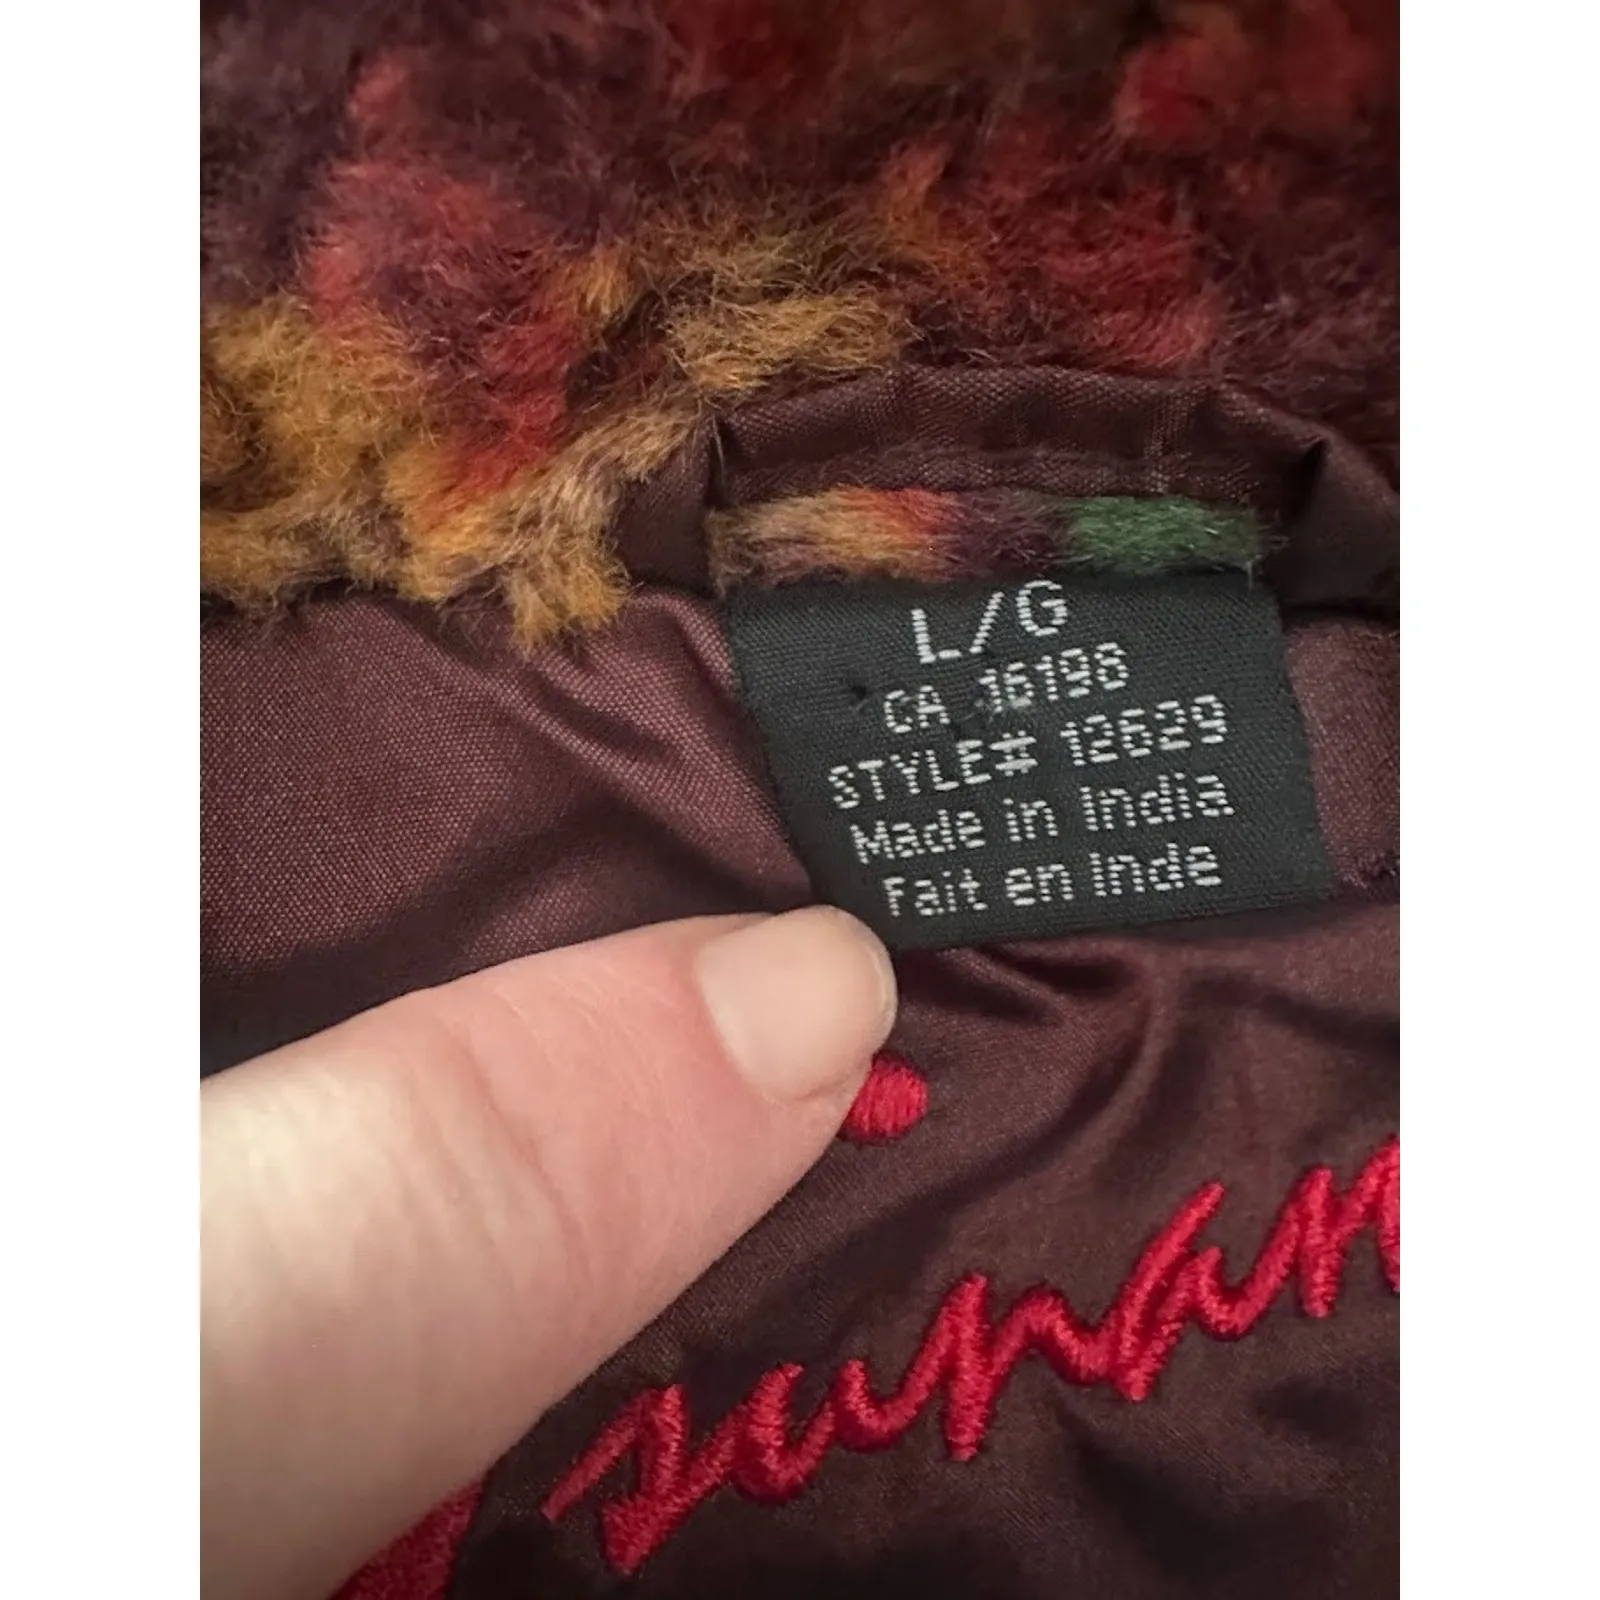 L/G
CA 16198
STYLE# 12629
Made in India
Fait en Inde